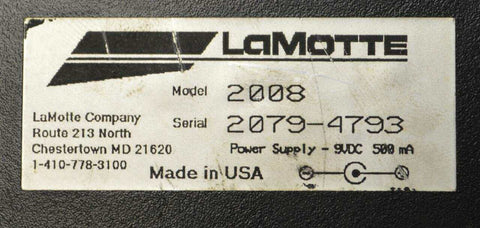 LaMOTTE
Model 2008
LaMotte Company
Serial 2079-4793
Route 213 North
Chestertown MD 21620
Power Supply - 9VDC 500 mA
1-410-778-3100
Made in USA